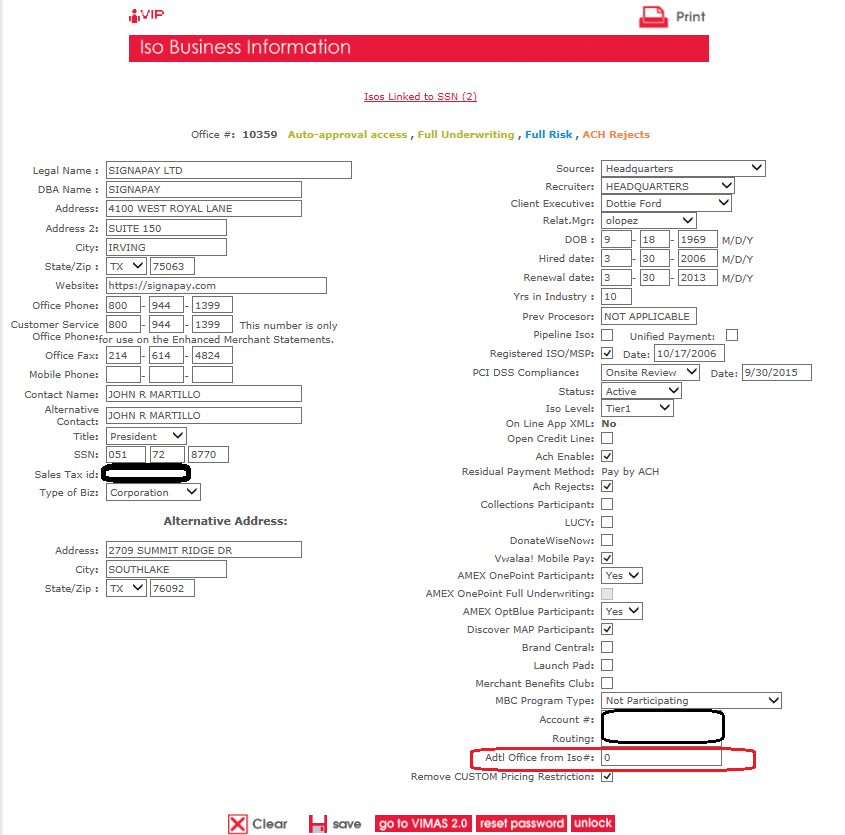 VIP
Print
Iso Business Information
Isos Linked to SSN (2)
Office #: 10359 Auto-approval access , Full Underwriting , Full Risk , ACH Rejects
Legal Name : SIGNAPAY LTD
DBA Name : SIGNAPAY
Address: 4100 WEST ROYAL LANE
Address 2: SUITE 150
City: IRVING
State/Zip : TX 75063
Website: https://signapay.com
Office Phone: 800 - 944 - 1399
Customer Service 800 - 944 - 1399 This number is only
Office Phone: for use on the Enhanced Merchant Statements.
Office Fax: 214 - 614 - 4824
Mobile Phone: - -
Contact Name: JOHN R MARTILLO
Alternative
Contact: JOHN R MARTILLO
Title: President
SSN: 051 72 8770
Sales Tax id:
Type of Biz: Corporation
Alternative Address:
Address: 2709 SUMMIT RIDGE DR
City: SOUTHLAKE
State/Zip : TX 76092
Source: Headquarters
Recruiter: HEADQUARTERS
Client Executive: Dottie Ford
Relat.Mgr: olopez
DOB : 9 - 18 - 1969 M/D/Y
Hired date: 3 - 30 - 2006 M/D/Y
Renewal date: 3 - 30 - 2013 M/D/Y
Yrs in Industry : 10
Prev Procesor: NOT APPLICABLE
Pipeline Iso: Unified Payment:
Registered ISO/MSP: Date: 10/17/2006
PCI DSS Compliance: Onsite Review Date: 9/30/2015
Status: Active
Iso Level: Tier1
On Line App XML: No
Open Credit Line:
Ach Enable:
Residual Payment Method: Pay by ACH
Ach Rejects:
Collections Participant:
LUCY:
DonateWiseNow:
Vwalaa! Mobile Pay:
AMEX OnePoint Participant: Yes
AMEX OnePoint Full Underwriting:
AMEX OptBlue Participant: Yes
Discover MAP Participant:
Brand Central:
Launch Pad:
Merchant Benefits Club:
MBC Program Type: Not Participating
Account #:
Routing:
Adtl Office from Iso#: 0
Remove CUSTOM Pricing Restriction:
Clear save go to VIMAS 2.0 reset password unlock